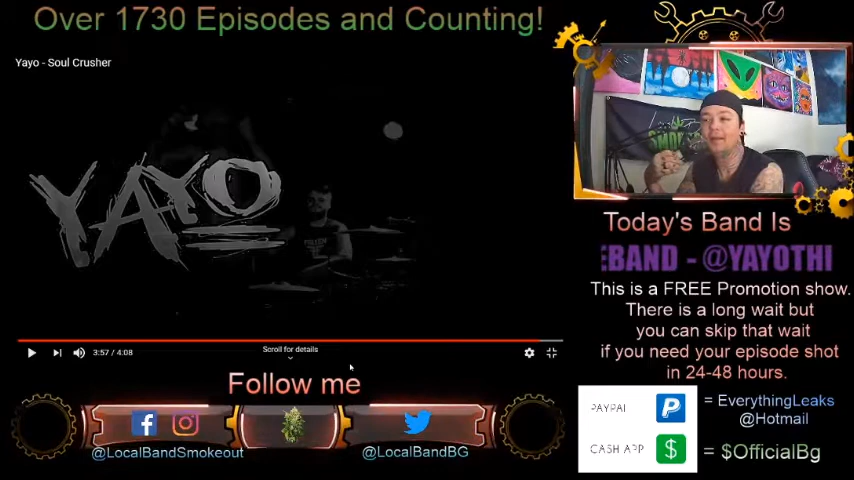 Over 1730 Episodes and Counting!
Yayo - Soul Crusher
YAYO
3:57 / 4:08
Scroll for details
Follow me
@LocalBandSmokeout
@LocalBandBG
Today's Band Is
EBAND - @YAYOTHI
This is a FREE Promotion show.
There is a long wait but
you can skip that wait
if you need your episode shot
in 24-48 hours.
PAYPAL
= EverythingLeaks
@Hotmail
CASH APP
= $OfficialBg